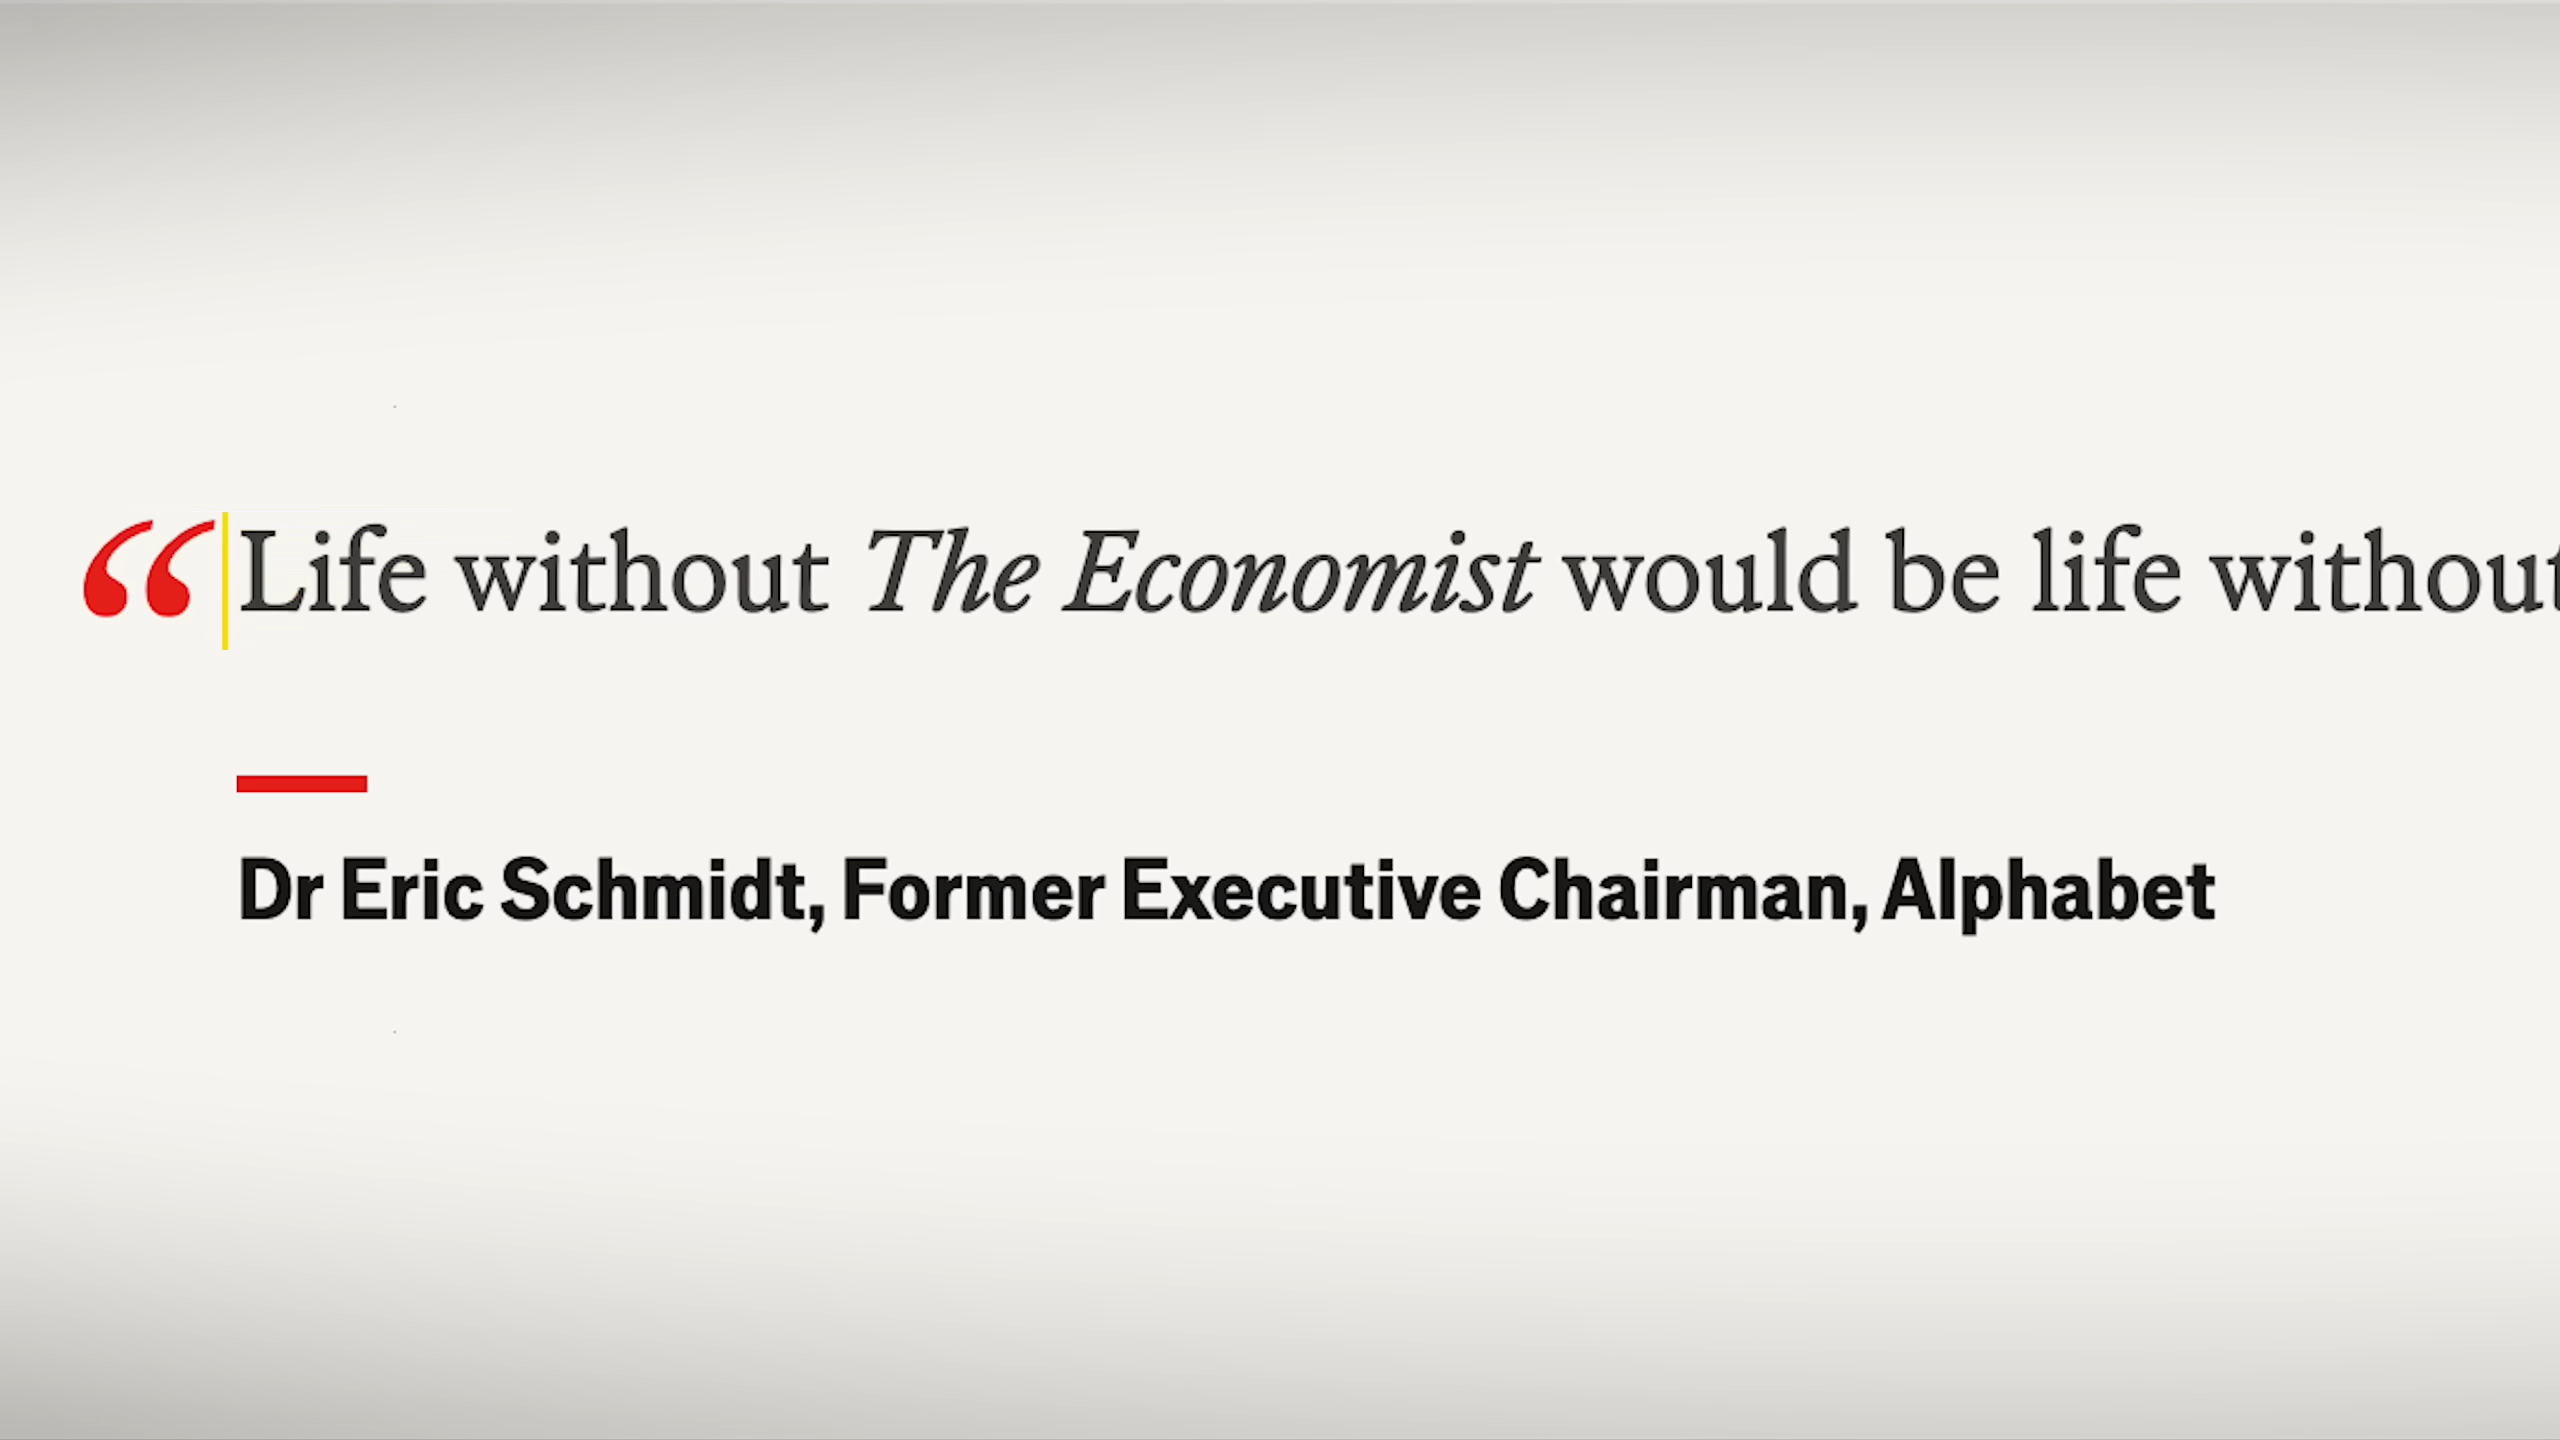 “Life without The Economist would be life without
Dr Eric Schmidt, Former Executive Chairman, Alphabet